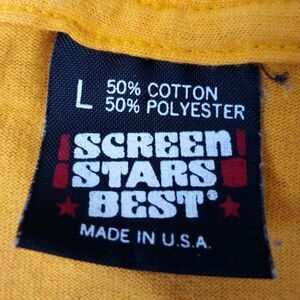 L 50% COTTON
50% POLYESTER
SCREEN
STARS
BEST®
MADE IN U.S.A.